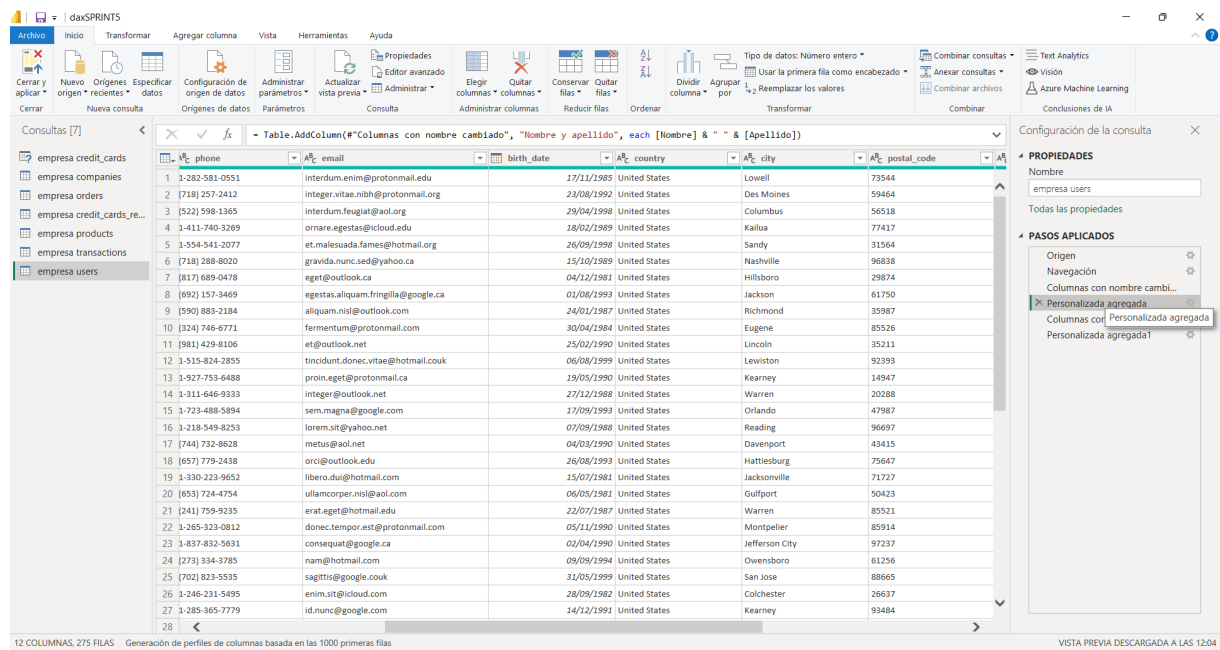 daxSPRINT5
Archivo Inicio Transformar Agregar columna Vista Herramientas Ayuda
Cerrar y aplicar
Nuevo origen
Orígenes recientes
Especificar datos
Configuración de origen de datos
Administrar parámetros
Actualizar vista previa
Propiedades
Editor avanzado
Administrar
Elegir columnas
Quitar columnas
Conservar filas
Quitar filas
Dividir columna
Agrupar por
Tipo de datos: Número entero
Usar la primera fila como encabezado
Reemplazar los valores
Combinar consultas
Anexar consultas
Combinar archivos
Text Analytics
Visión
Azure Machine Learning
Cerrar Nueva consulta Orígenes de datos Parámetros Consulta Administrar columnas Reducir filas Ordenar Transformar Combinar Conclusiones de IA
Consultas [7]
empresa credit_cards
empresa companies
empresa orders
empresa credit_cards_re...
empresa products
empresa transactions
empresa users
fx = Table.AddColumn(#"Columnas con nombre cambiado", "Nombre y apellido", each [Nombre] & " " & [Apellido])
phone email birth_date country city postal_code
1 1-282-581-0551 interdum.enim@protonmail.edu 17/11/1985 United States Lowell 73544
2 (718) 257-2412 integer.vitae.nibh@protonmail.org 23/08/1992 United States Des Moines 59464
3 (522) 598-1365 interdum.feugiat@aol.org 29/04/1998 United States Columbus 56518
4 1-411-740-3269 ornare.egestas@icloud.edu 18/02/1989 United States Kailua 77417
5 1-554-541-2077 et.malesuada.fames@hotmail.org 26/09/1998 United States Sandy 31564
6 (718) 288-8020 gravida.nunc.sed@yahoo.ca 15/10/1989 United States Nashville 96838
7 (817) 689-0478 eget@outlook.ca 04/12/1981 United States Hillsboro 29874
8 (692) 157-3469 egestas.aliquam.fringilla@google.ca 01/08/1993 United States Jackson 61750
9 (590) 883-2184 aliquam.nisl@outlook.com 24/01/1987 United States Richmond 35987
10 (324) 746-6771 fermentum@protonmail.com 30/04/1984 United States Eugene 85526
11 (981) 429-8106 et@outlook.net 25/02/1990 United States Lincoln 35211
12 1-515-824-2855 tincidunt.donec.vitae@hotmail.couk 06/08/1999 United States Lewiston 92393
13 1-927-753-6488 proin.eget@protonmail.ca 19/05/1990 United States Kearney 14947
14 1-311-646-9333 integer@outlook.net 27/12/1988 United States Warren 20288
15 1-723-488-5894 sem.magna@google.com 17/09/1993 United States Orlando 47987
16 1-218-549-8253 lorem.sit@yahoo.net 07/09/1988 United States Reading 96697
17 (744) 732-8628 metus@aol.net 04/03/1990 United States Davenport 43415
18 (657) 779-2438 orci@outlook.edu 26/08/1993 United States Hattiesburg 75647
19 1-330-223-9652 libero.dui@hotmail.com 15/07/1981 United States Jacksonville 71727
20 (653) 724-4754 ullamcorper.nisl@aol.com 06/05/1981 United States Gulfport 50423
21 (241) 759-9235 erat.eget@hotmail.edu 22/07/1987 United States Warren 85521
22 1-265-323-0812 donec.tempor.est@protonmail.com 05/11/1990 United States Montpelier 85914
23 1-837-832-5631 consequat@google.ca 02/04/1990 United States Jefferson City 97237
24 (273) 334-3785 nam@hotmail.com 09/09/1994 United States Owensboro 61256
25 (702) 823-5535 sagittis@google.couk 31/05/1999 United States San Jose 88665
26 1-246-231-5495 enim.sit@icloud.com 28/09/1982 United States Colchester 26637
27 1-285-365-7779 id.nunc@google.com 14/12/1991 United States Kearney 93484
28
Configuración de la consulta
PROPIEDADES
Nombre
empresa users
Todas las propiedades
PASOS APLICADOS
Origen
Navegación
Columnas con nombre cambi...
Personalizada agregada
Columnas cor
Personalizada agregada
Personalizada agregada1
12 COLUMNAS, 275 FILAS Generación de perfiles de columnas basada en las 1000 primeras filas
VISTA PREVIA DESCARGADA A LAS 12:04